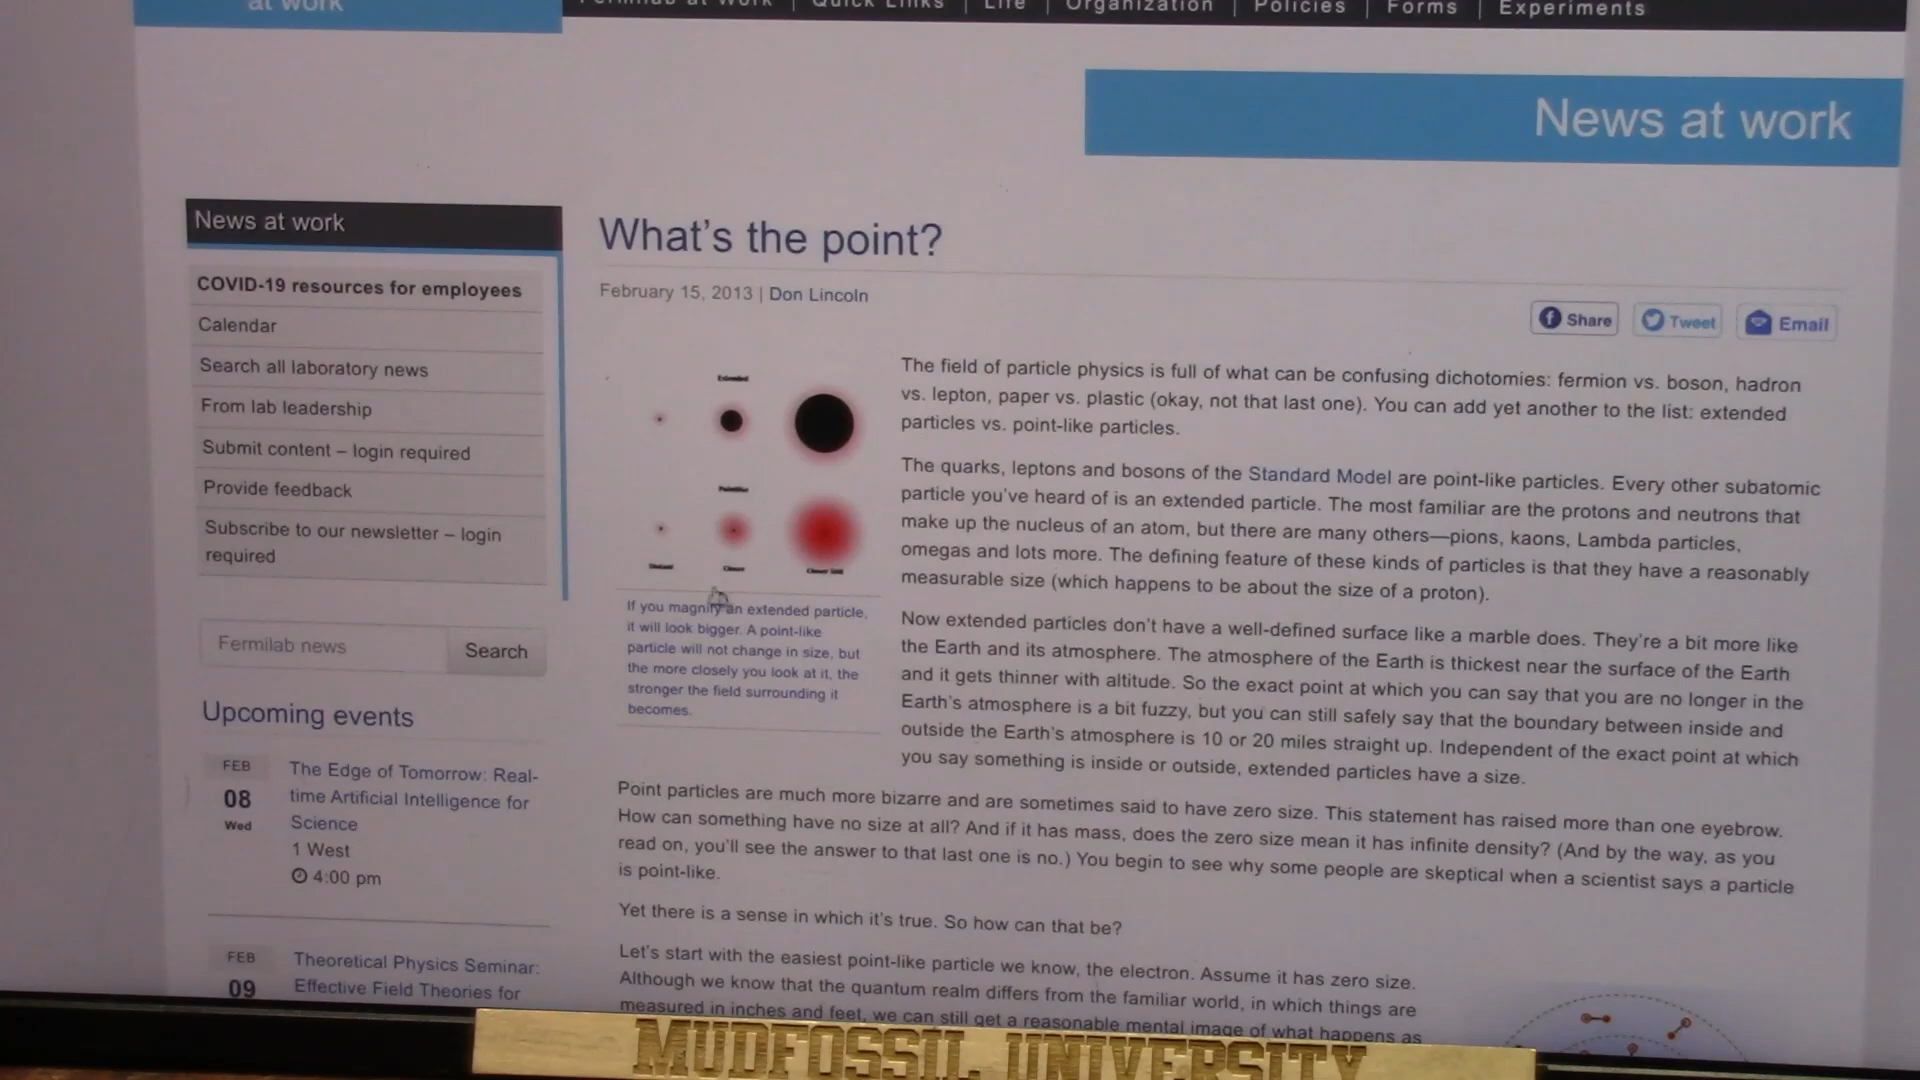 at work
Fermilab at Work | Quick Links | Life | Organization | Policies | Forms | Experiments
News at work
News at work
COVID-19 resources for employees
Calendar
Search all laboratory news
From lab leadership
Submit content – login required
Provide feedback
Subscribe to our newsletter – login
required
Fermilab news
Search
Upcoming events
FEB
08
Wed
The Edge of Tomorrow: Real-
time Artificial Intelligence for
Science
1 West
4:00 pm
FEB
09
Theoretical Physics Seminar:
Effective Field Theories for
What's the point?
February 15, 2013 | Don Lincoln
Share
Tweet
Email
Extended
Pointlike
Distant
Closer
Closer Still
If you magnify an extended particle,
it will look bigger. A point-like
particle will not change in size, but
the more closely you look at it, the
stronger the field surrounding it
becomes.
The field of particle physics is full of what can be confusing dichotomies: fermion vs. boson, hadron
vs. lepton, paper vs. plastic (okay, not that last one). You can add yet another to the list: extended
particles vs. point-like particles.
The quarks, leptons and bosons of the Standard Model are point-like particles. Every other subatomic
particle you've heard of is an extended particle. The most familiar are the protons and neutrons that
make up the nucleus of an atom, but there are many others—pions, kaons, Lambda particles,
omegas and lots more. The defining feature of these kinds of particles is that they have a reasonably
measurable size (which happens to be about the size of a proton).
Now extended particles don't have a well-defined surface like a marble does. They're a bit more like
the Earth and its atmosphere. The atmosphere of the Earth is thickest near the surface of the Earth
and it gets thinner with altitude. So the exact point at which you can say that you are no longer in the
Earth's atmosphere is a bit fuzzy, but you can still safely say that the boundary between inside and
outside the Earth's atmosphere is 10 or 20 miles straight up. Independent of the exact point at which
you say something is inside or outside, extended particles have a size.
Point particles are much more bizarre and are sometimes said to have zero size. This statement has raised more than one eyebrow.
How can something have no size at all? And if it has mass, does the zero size mean it has infinite density? (And by the way, as you
read on, you'll see the answer to that last one is no.) You begin to see why some people are skeptical when a scientist says a particle
is point-like.
Yet there is a sense in which it's true. So how can that be?
Let's start with the easiest point-like particle we know, the electron. Assume it has zero size.
Although we know that the quantum realm differs from the familiar world, in which things are
measured in inches and feet, we can still get a reasonable mental image of what happens as
MUDFOSSIL UNIVERSITY